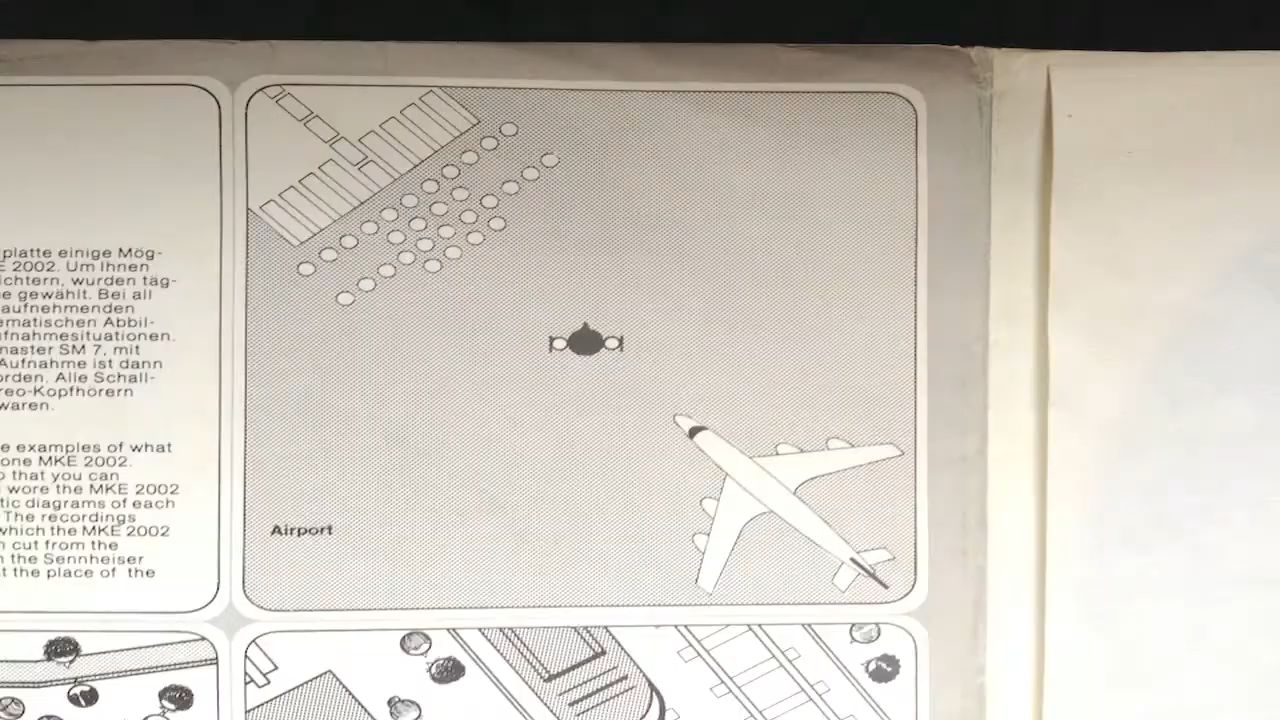 platte einige Mög-
E 2002. Um Ihnen
ichtern, wurden täg-
e gewählt. Bei all
aufnehmenden
ematischen Abbil-
ufnahmesituationen.
master SM 7, mit
Aufnahme ist dann
orden. Alle Schall-
reo-Kopfhörern
waren.
e examples of what
one MKE 2002.
o that you can
wore the MKE 2002
tic diagrams of each
The recordings
which the MKE 2002
n cut from the
n the Sennheiser
t the place of the
Airport